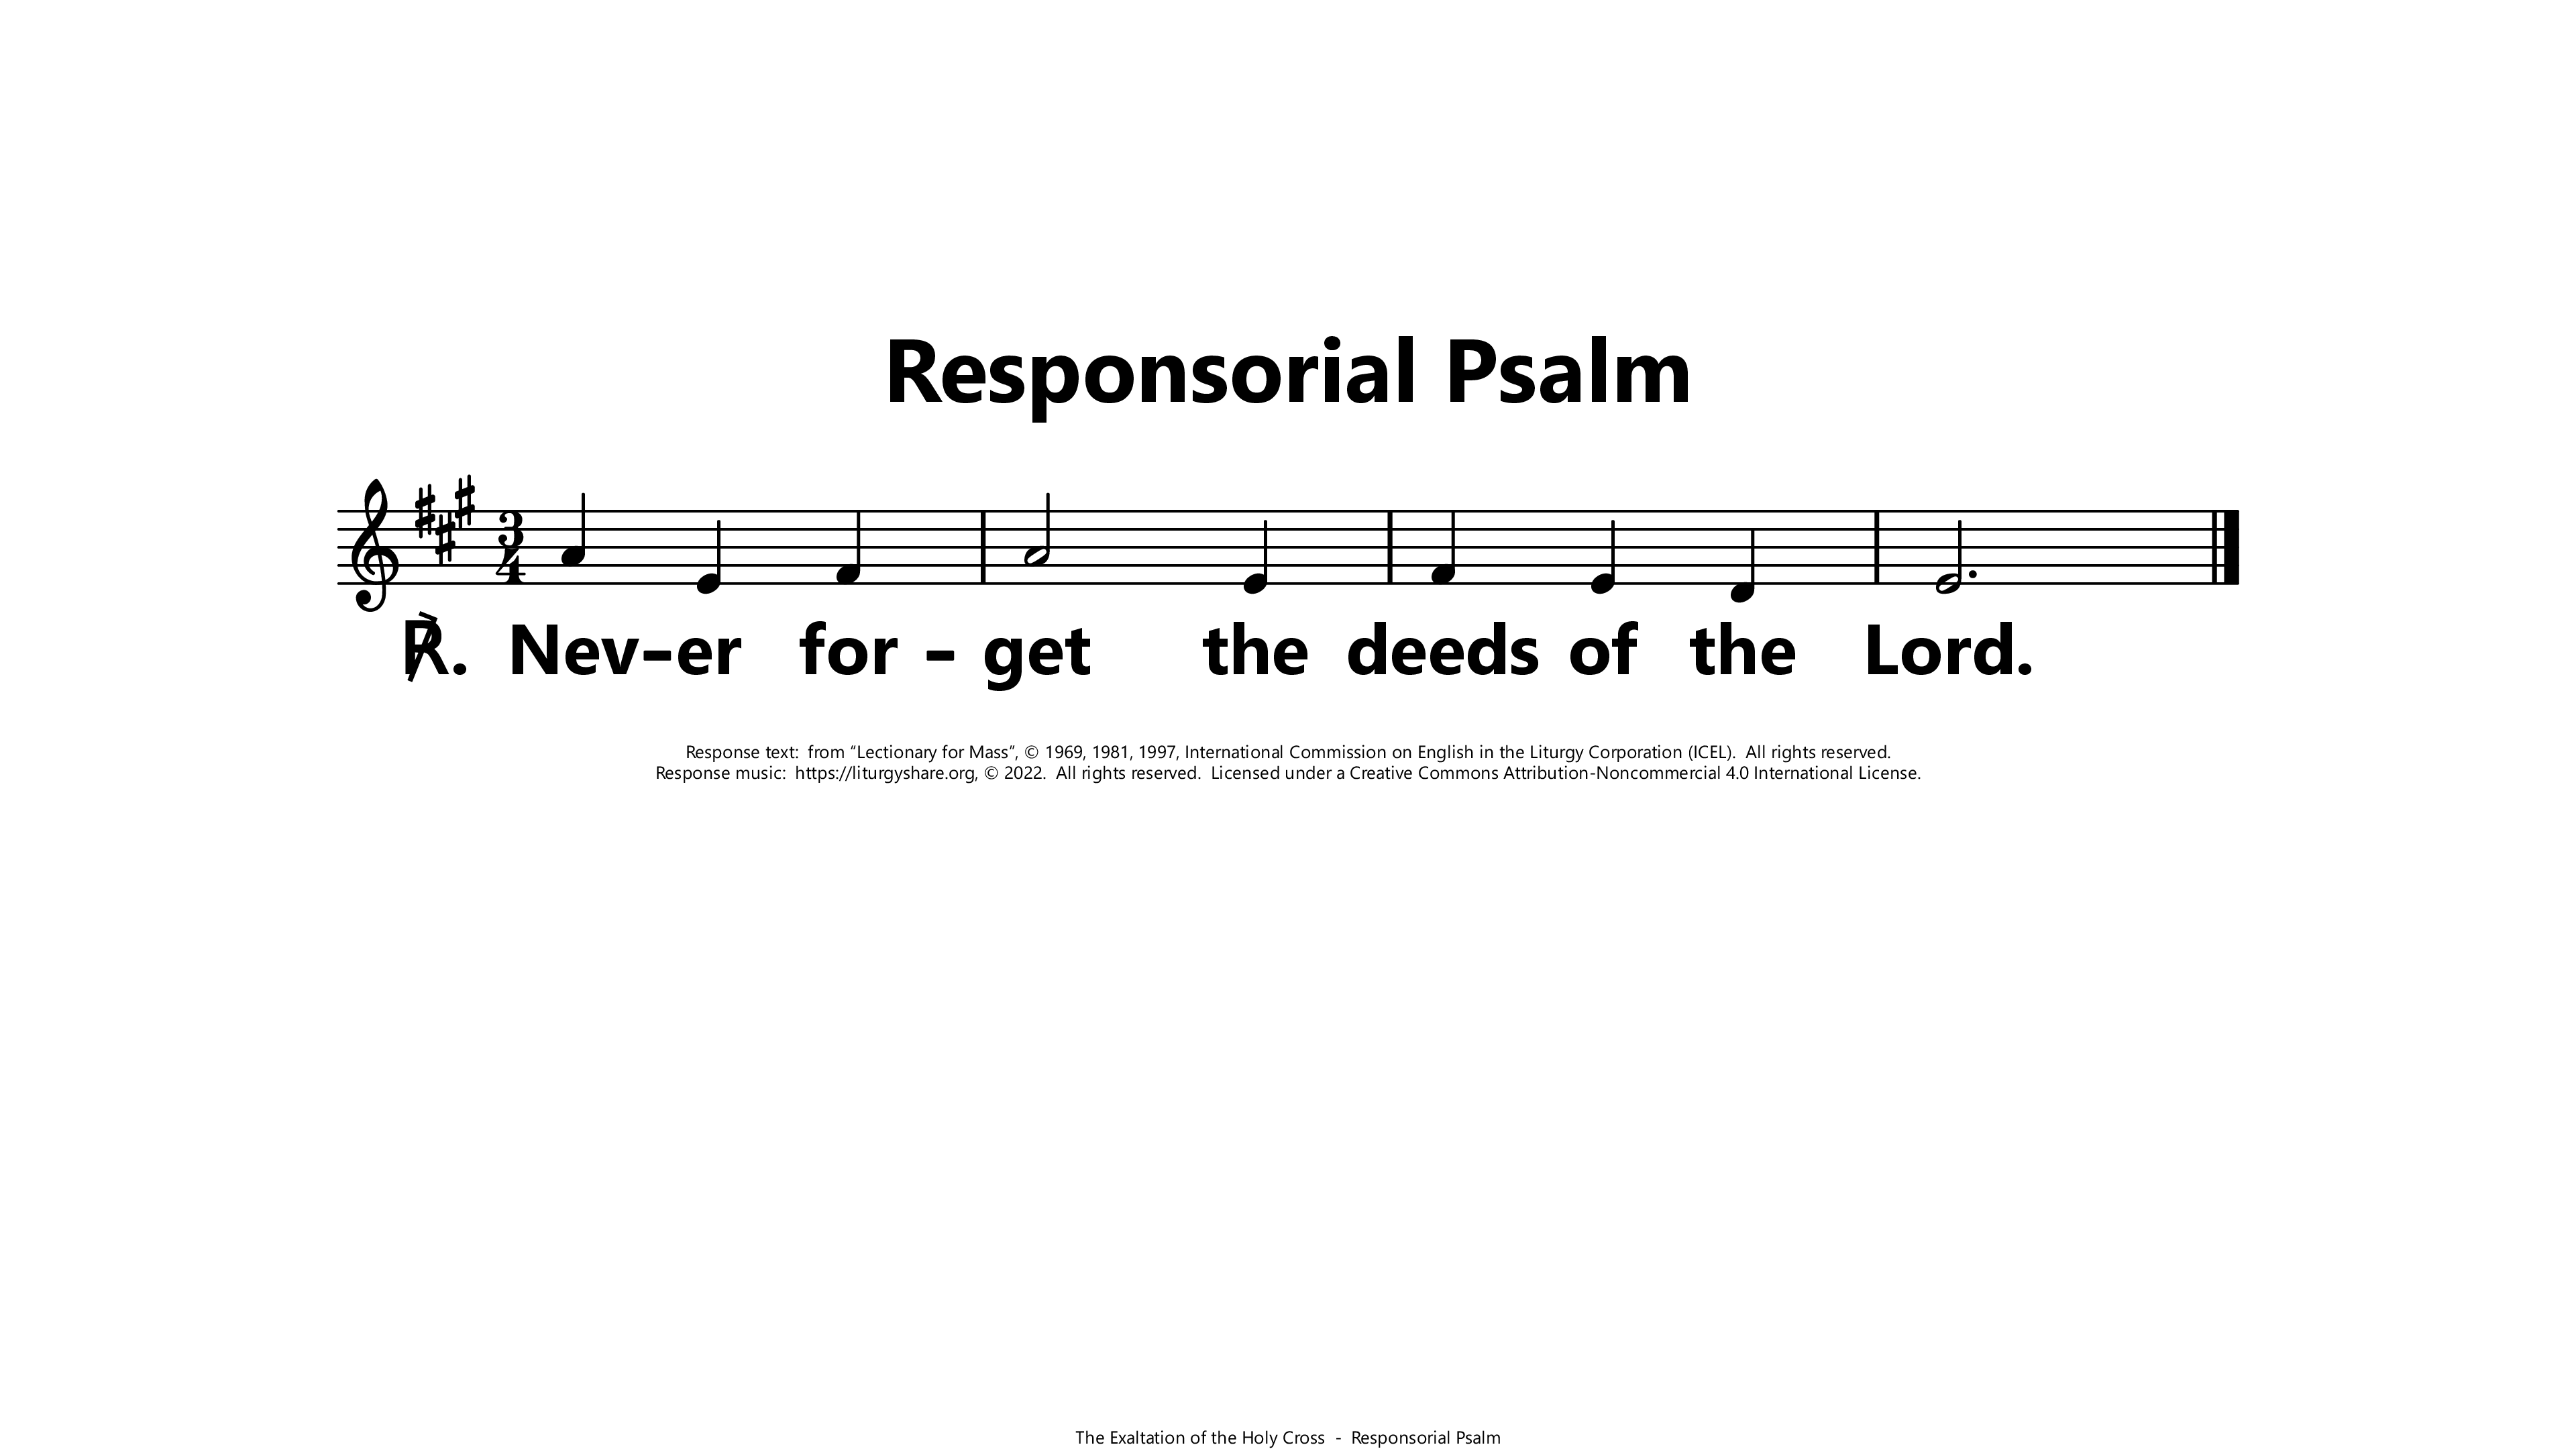 Responsorial Psalm
3
4
℟. Nev-er for - get the deeds of the Lord.
Response text:  from “Lectionary for Mass”, © 1969, 1981, 1997, International Commission on English in the Liturgy Corporation (ICEL).  All rights reserved.
Response music:  https://liturgyshare.org, © 2022.  All rights reserved.  Licensed under a Creative Commons Attribution-Noncommercial 4.0 International License.
The Exaltation of the Holy Cross  -  Responsorial Psalm